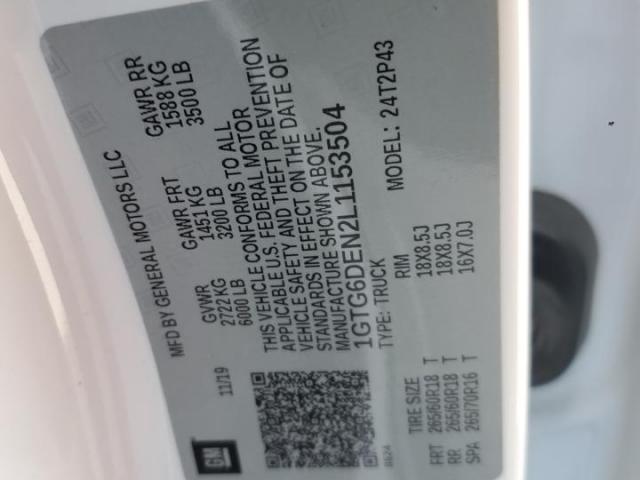 GM
11/19
MFD BY GENERAL MOTORS LLC
GVWR GAWR FRT GAWR RR
2722 KG 1451 KG 1588 KG
6000 LB 3200 LB 3500 LB
THIS VEHICLE CONFORMS TO ALL
APPLICABLE U.S. FEDERAL MOTOR
VEHICLE SAFETY AND THEFT PREVENTION
STANDARDS IN EFFECT ON THE DATE OF
MANUFACTURE SHOWN ABOVE.
1GTG6DEN2L1153504
TYPE: TRUCK MODEL: 24T2P43
TIRE SIZE RIM
FRT 265/60R18 T 18X8.5J
RR 265/60R18 T 18X8.5J
SPA 265/70R16 T 16X7.0J